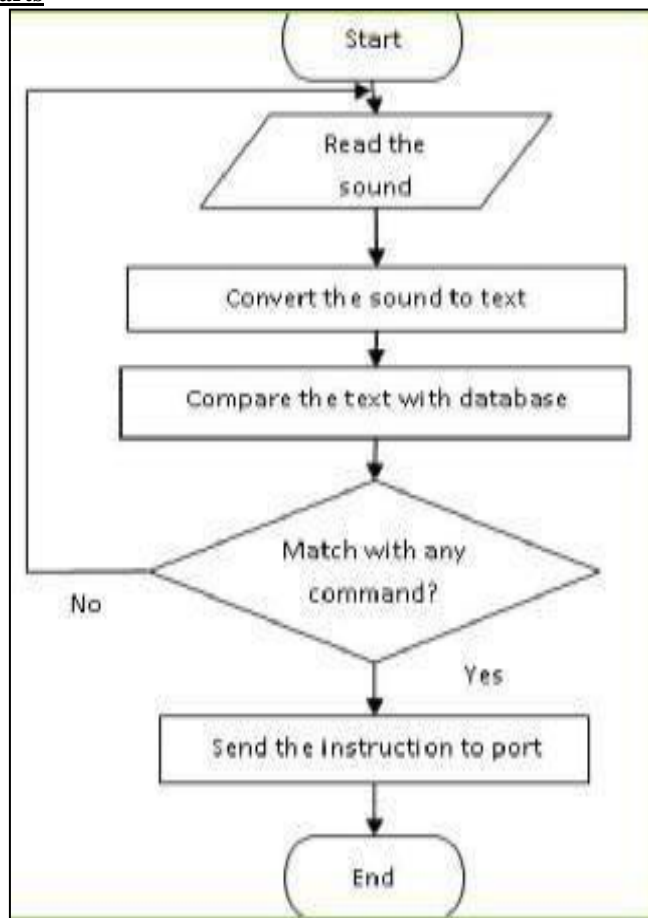 Start
Read the
sound
Convert the sound to text
Compare the text with database
Match with any
command?
No
Yes
Send the instruction to port
End